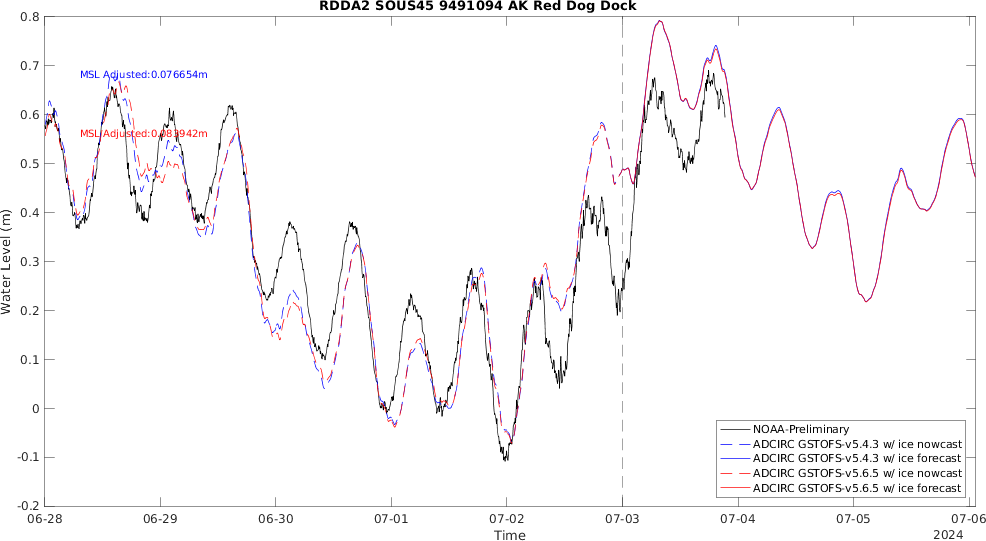 RDDA2 SOUS45 9491094 AK Red Dog Dock
0.8
0.7
0.6
0.5
0.4
0.3
0.2
0.1
0
-0.1
-0.2
Water Level (m)
MSL Adjusted:0.076654m
MSL Adjusted:0.083942m
NOAA-Preliminary
ADCIRC GSTOFS-v5.4.3 w/ ice nowcast
ADCIRC GSTOFS-v5.4.3 w/ ice forecast
ADCIRC GSTOFS-v5.6.5 w/ ice nowcast
ADCIRC GSTOFS-v5.6.5 w/ ice forecast
06-28 06-29 06-30 07-01 07-02 07-03 07-04 07-05 07-06
Time
2024